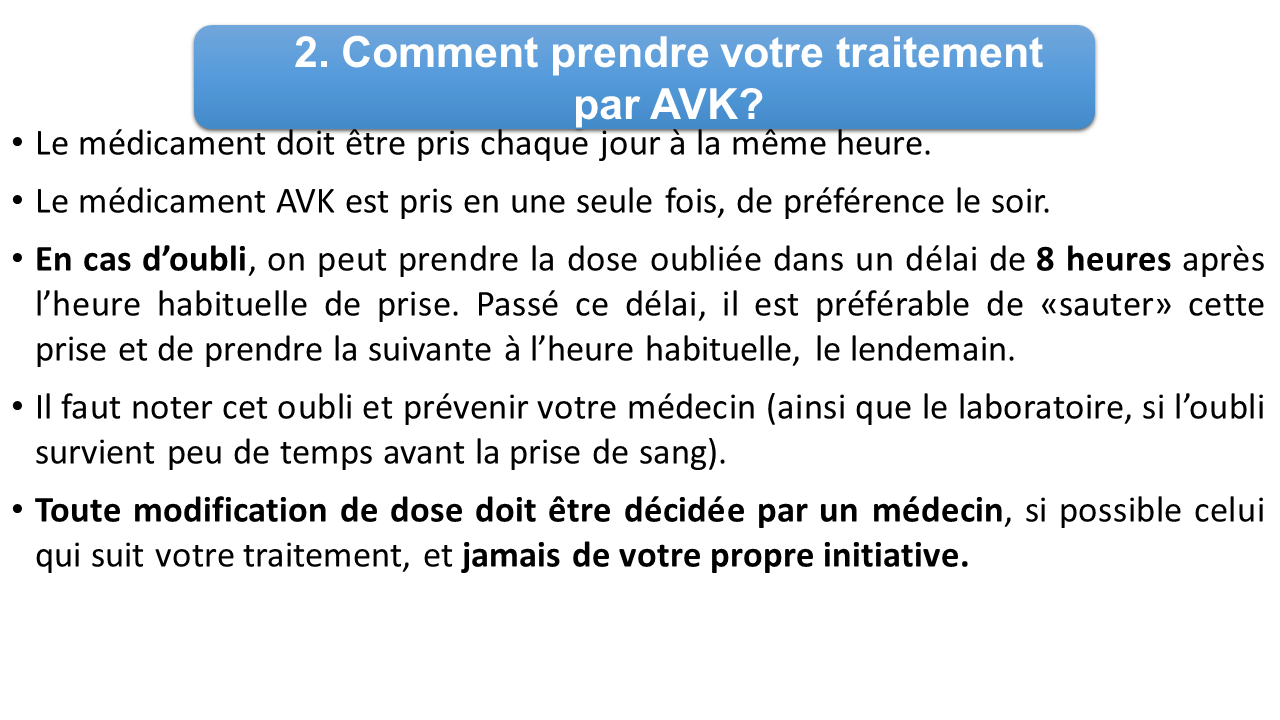 2. Comment prendre votre traitement
par AVK?
• Le médicament doit être pris chaque jour à la même heure.
• Le médicament AVK est pris en une seule fois, de préférence le soir.
• En cas d’oubli, on peut prendre la dose oubliée dans un délai de 8 heures après
l’heure habituelle de prise. Passé ce délai, il est préférable de «sauter» cette
prise et de prendre la suivante à l’heure habituelle, le lendemain.
• Il faut noter cet oubli et prévenir votre médecin (ainsi que le laboratoire, si l’oubli
survient peu de temps avant la prise de sang).
• Toute modification de dose doit être décidée par un médecin, si possible celui
qui suit votre traitement, et jamais de votre propre initiative.